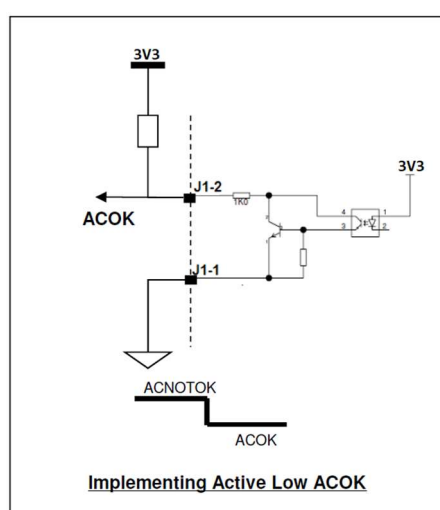 3V3
J1-2
3V3
1K0
4
1
3
2
ACOK
J1-1
ACNOTOK
ACOK
Implementing Active Low ACOK